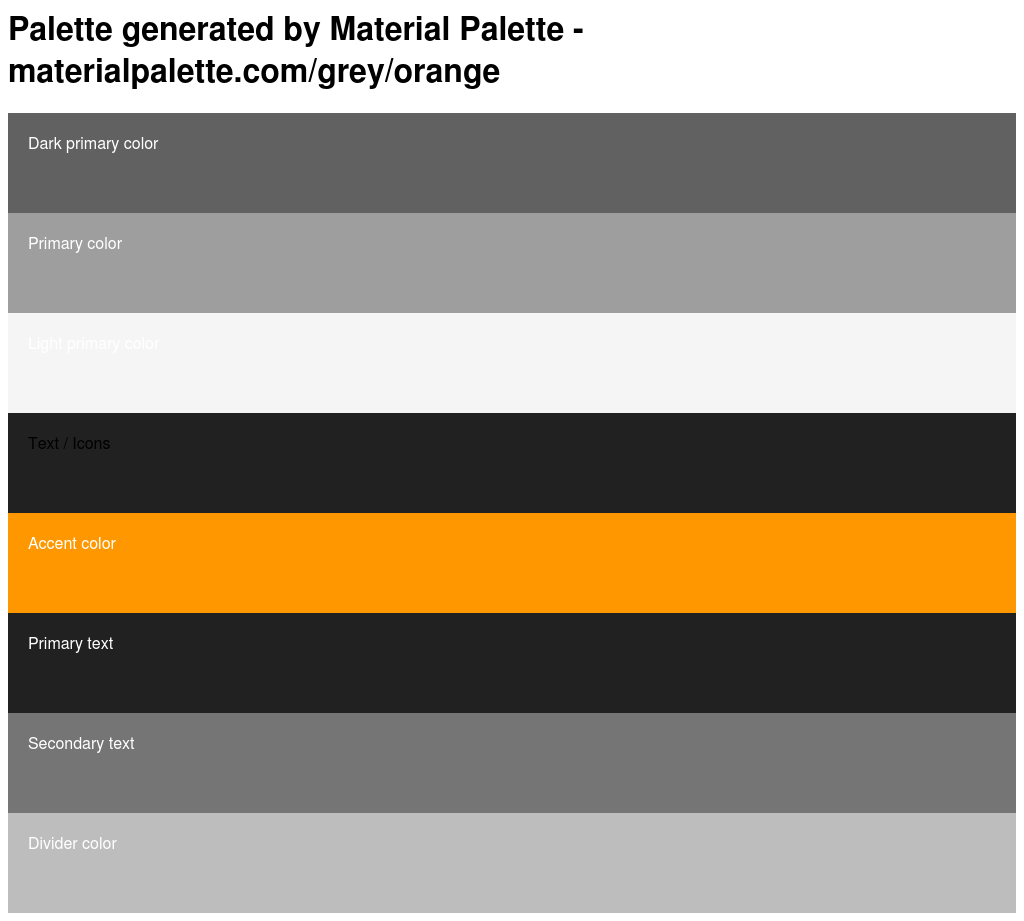 Palette generated by Material Palette -
materialpalette.com/grey/orange
Dark primary color
Primary color
Light primary color
Text / Icons
Accent color
Primary text
Secondary text
Divider color